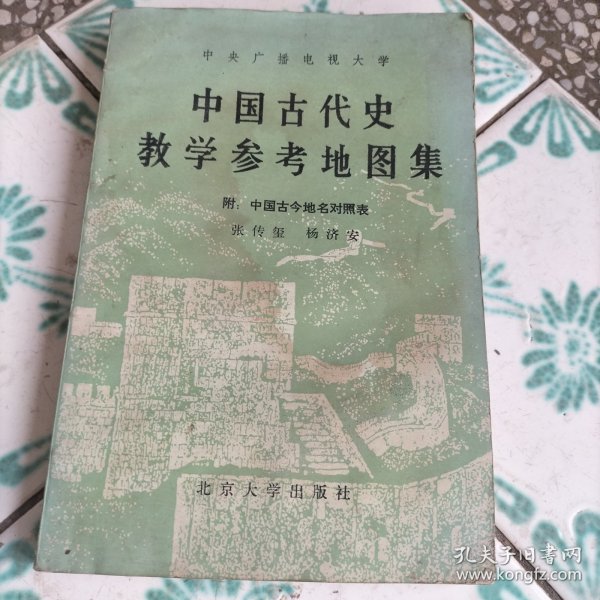 中央广播电视大学
中国古代史
教学参考地图集
附：中国古今地名对照表
张传玺 杨济安
北京大学出版社
孔夫子旧书网
www.kongfz.com